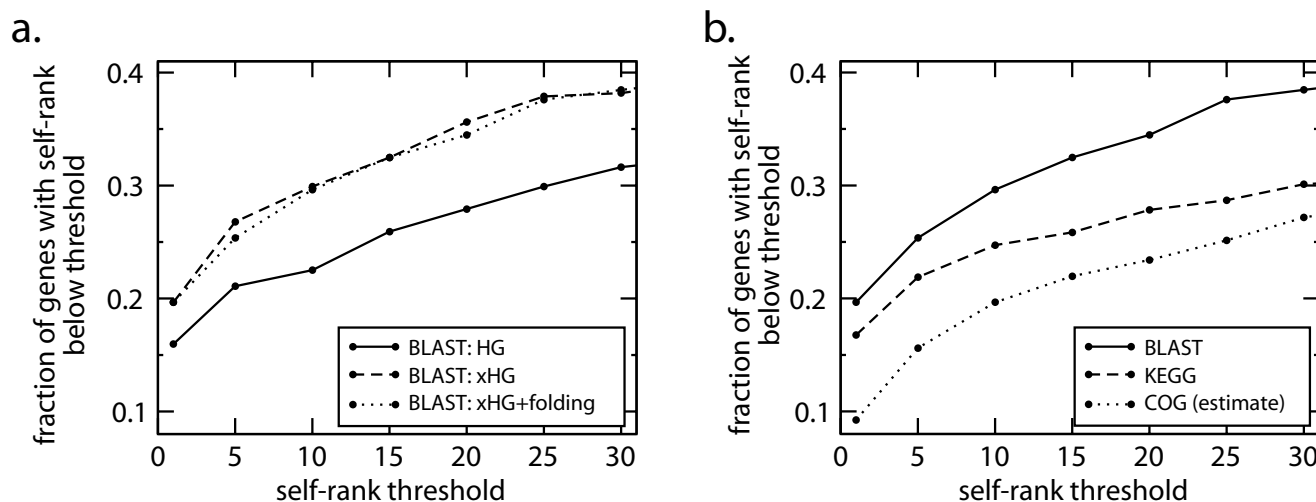 a.
fraction of genes with self-rank
below threshold
0.4
0.3
0.2
0.1
BLAST: HG
BLAST: xHG
BLAST: xHG+folding
0 5 10 15 20 25 30
self-rank threshold
b.
fraction of genes with self-rank
below threshold
0.4
0.3
0.2
0.1
BLAST
KEGG
COG (estimate)
0 5 10 15 20 25 30
self-rank threshold